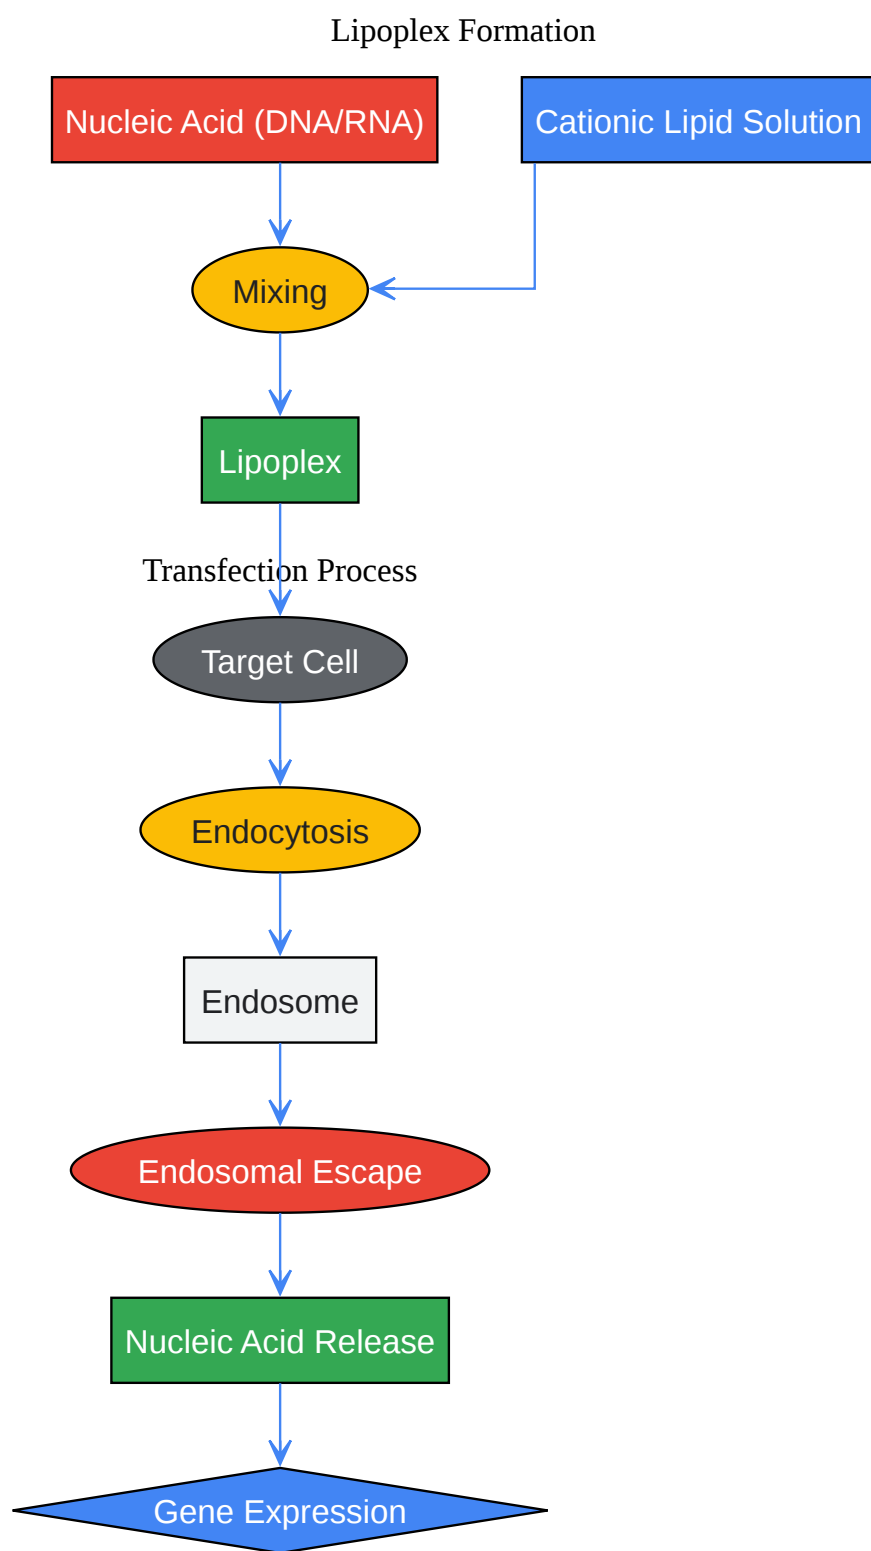 Lipoplex Formation
Nucleic Acid (DNA/RNA)
Cationic Lipid Solution
Mixing
Lipoplex
Transfection Process
Target Cell
Endocytosis
Endosome
Endosomal Escape
Nucleic Acid Release
Gene Expression